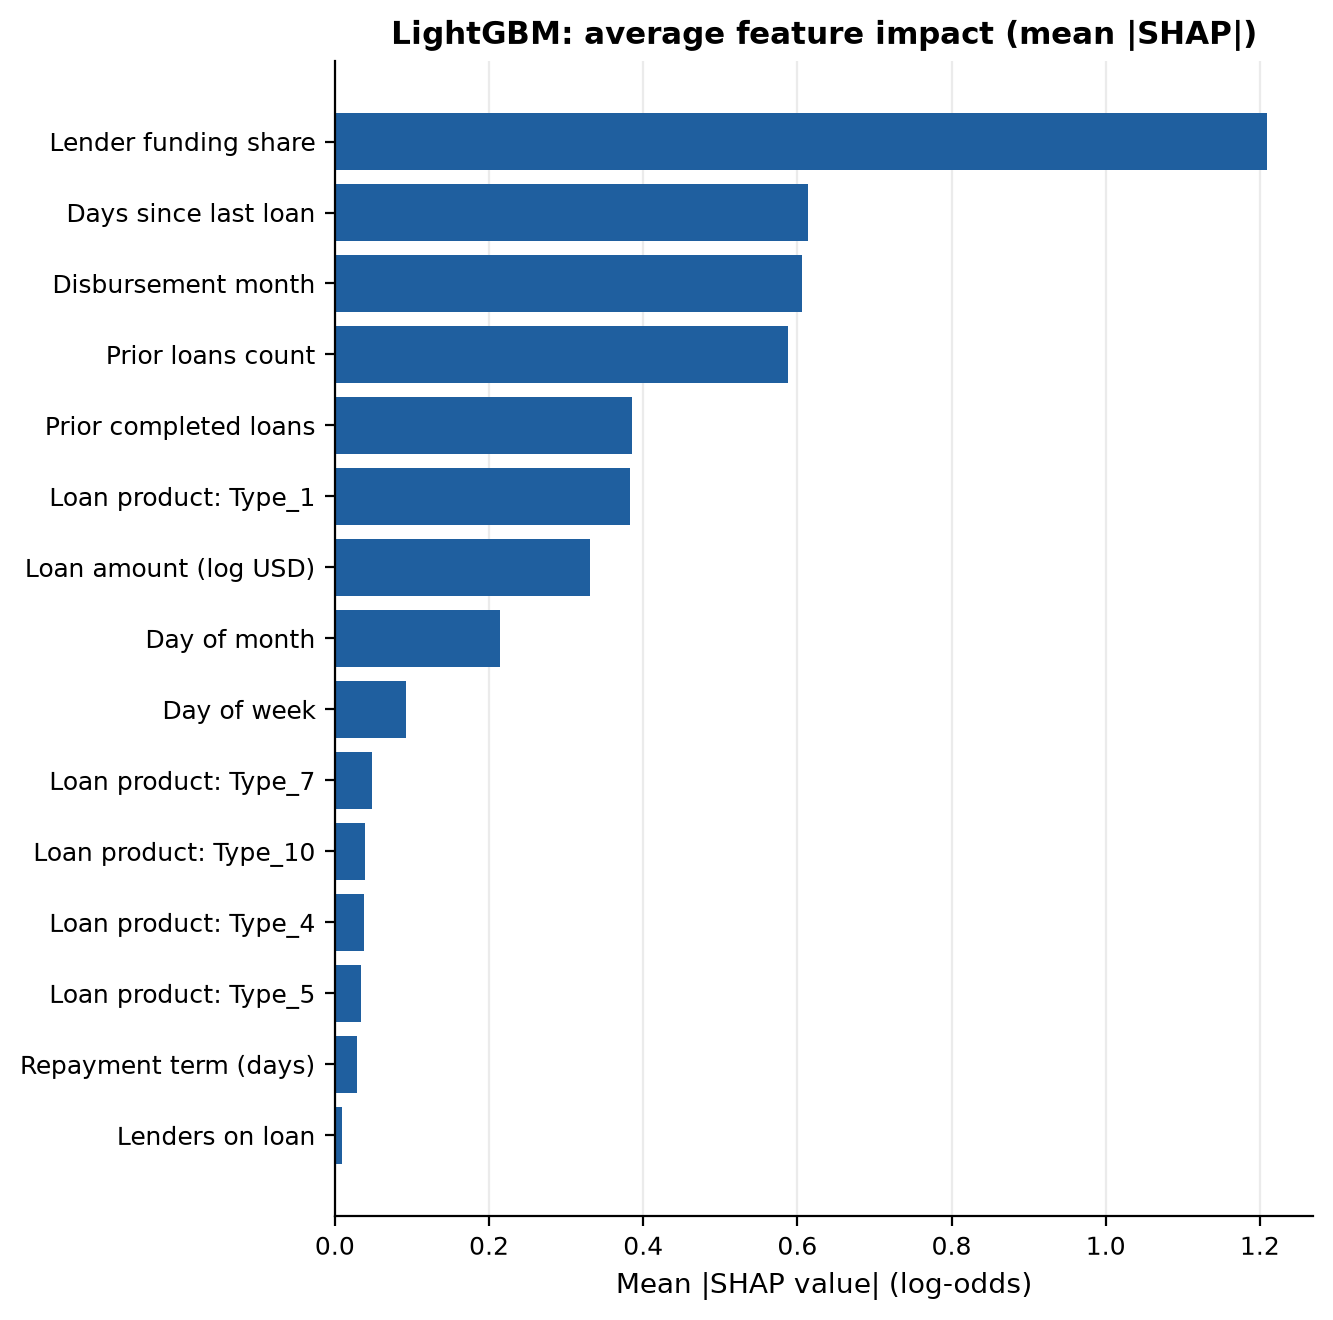 LightGBM: average feature impact (mean |SHAP|)
Lender funding share
Days since last loan
Disbursement month
Prior loans count
Prior completed loans
Loan product: Type_1
Loan amount (log USD)
Day of month
Day of week
Loan product: Type_7
Loan product: Type_10
Loan product: Type_4
Loan product: Type_5
Repayment term (days)
Lenders on loan
0.0 0.2 0.4 0.6 0.8 1.0 1.2
Mean |SHAP value| (log-odds)